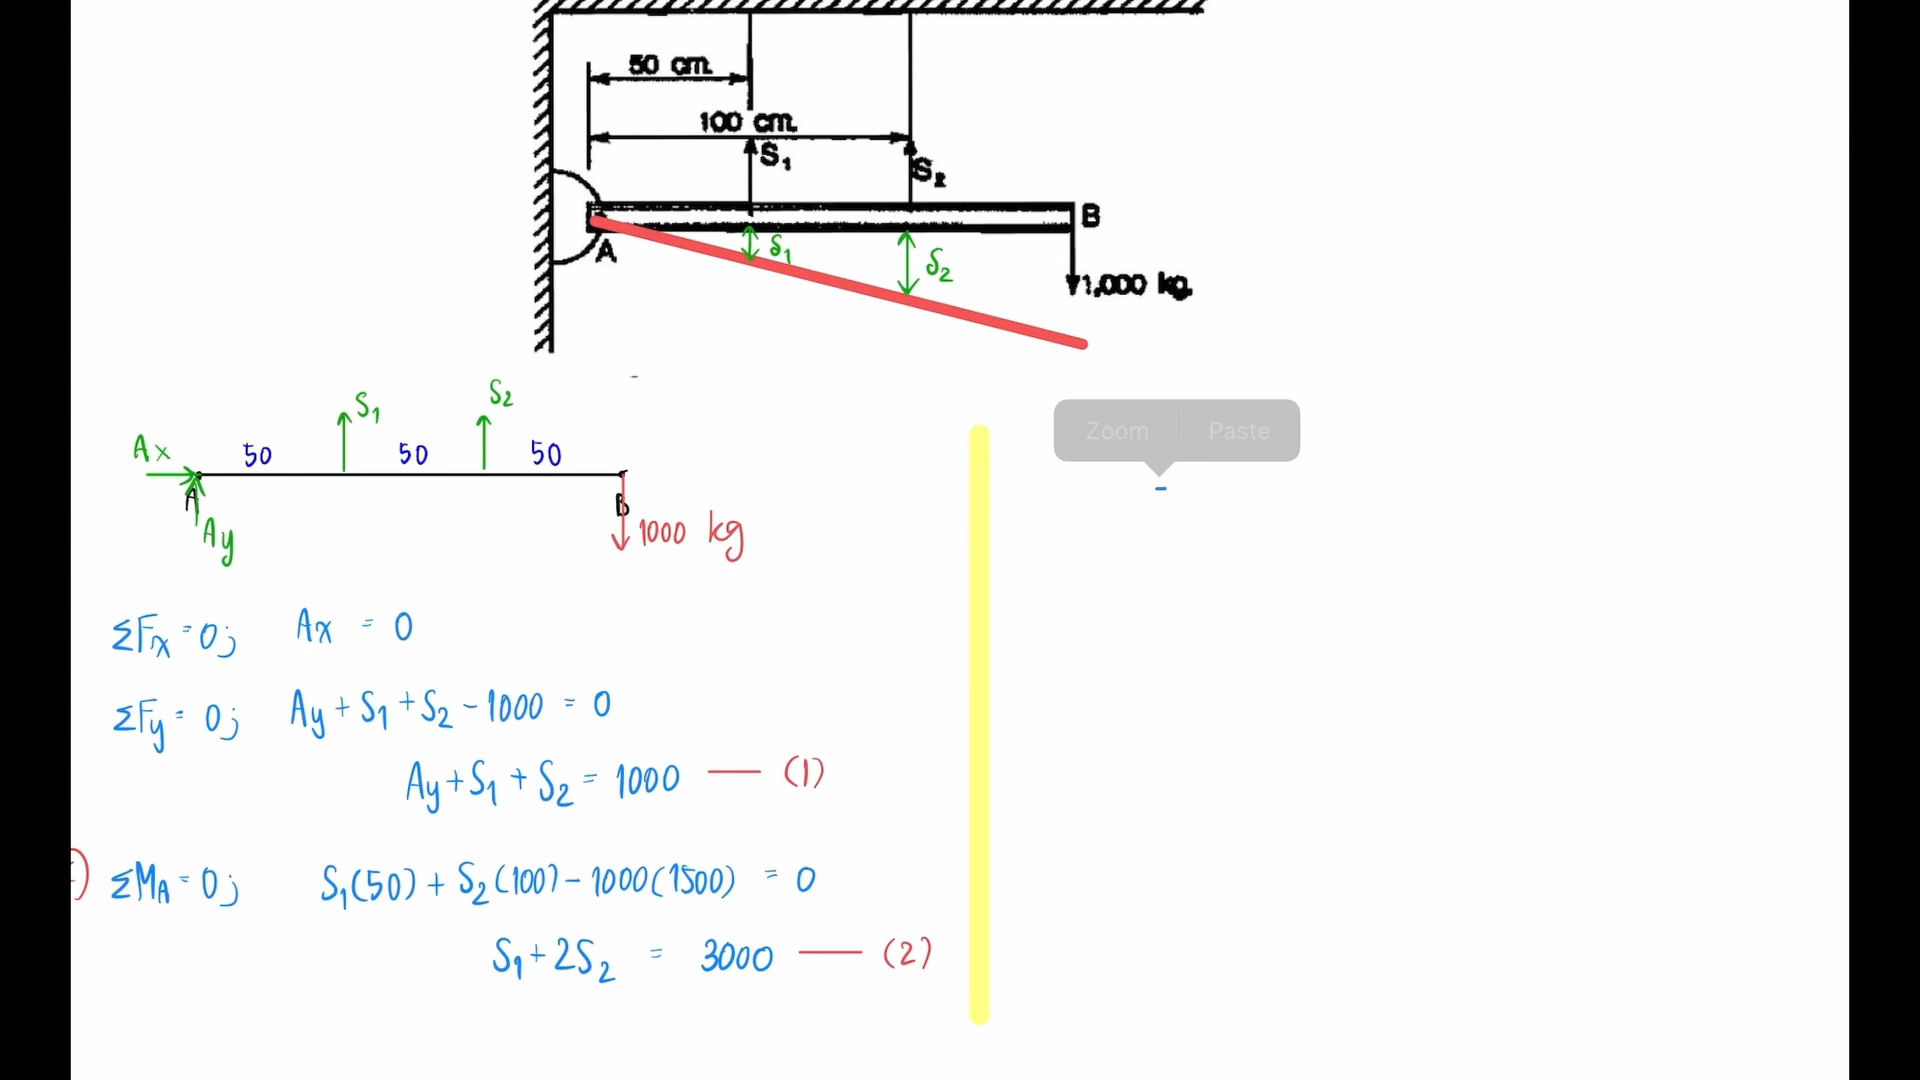 50 cm.
100 cm.
S₁
S₂
A
B
δ₁
δ₂
1,000 kg.
Zoom Paste
S₁
S₂
Ax 50 50 50
A
B
Ay
1000 kg
ΣFx = 0; Ax = 0
ΣFy = 0; Ay + S₁ + S₂ - 1000 = 0
Ay + S₁ + S₂ = 1000 — (1)
ΣMA = 0; S₁(50) + S₂(100) - 1000(1500) = 0
S₁ + 2S₂ = 3000 — (2)